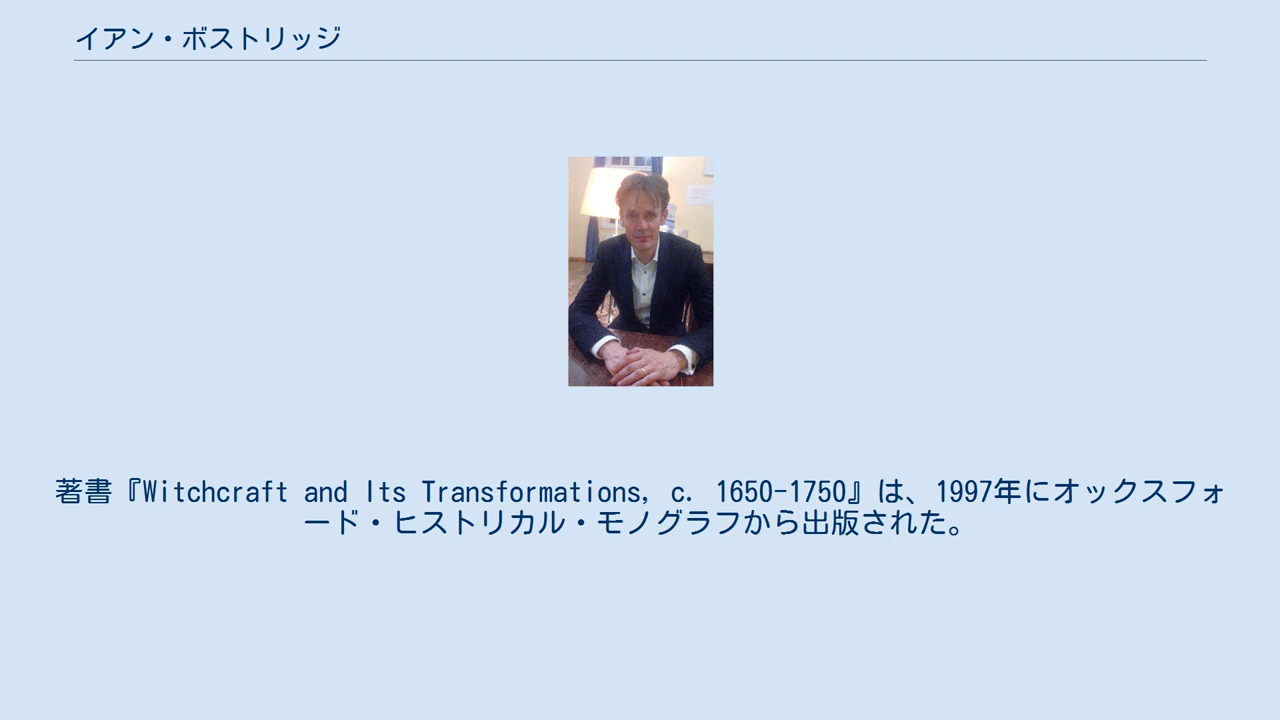 イアン・ボストリッジ
著書『Witchcraft and Its Transformations, c. 1650-1750』は、1997年にオックスフォ
ード・ヒストリカル・モノグラフから出版された。